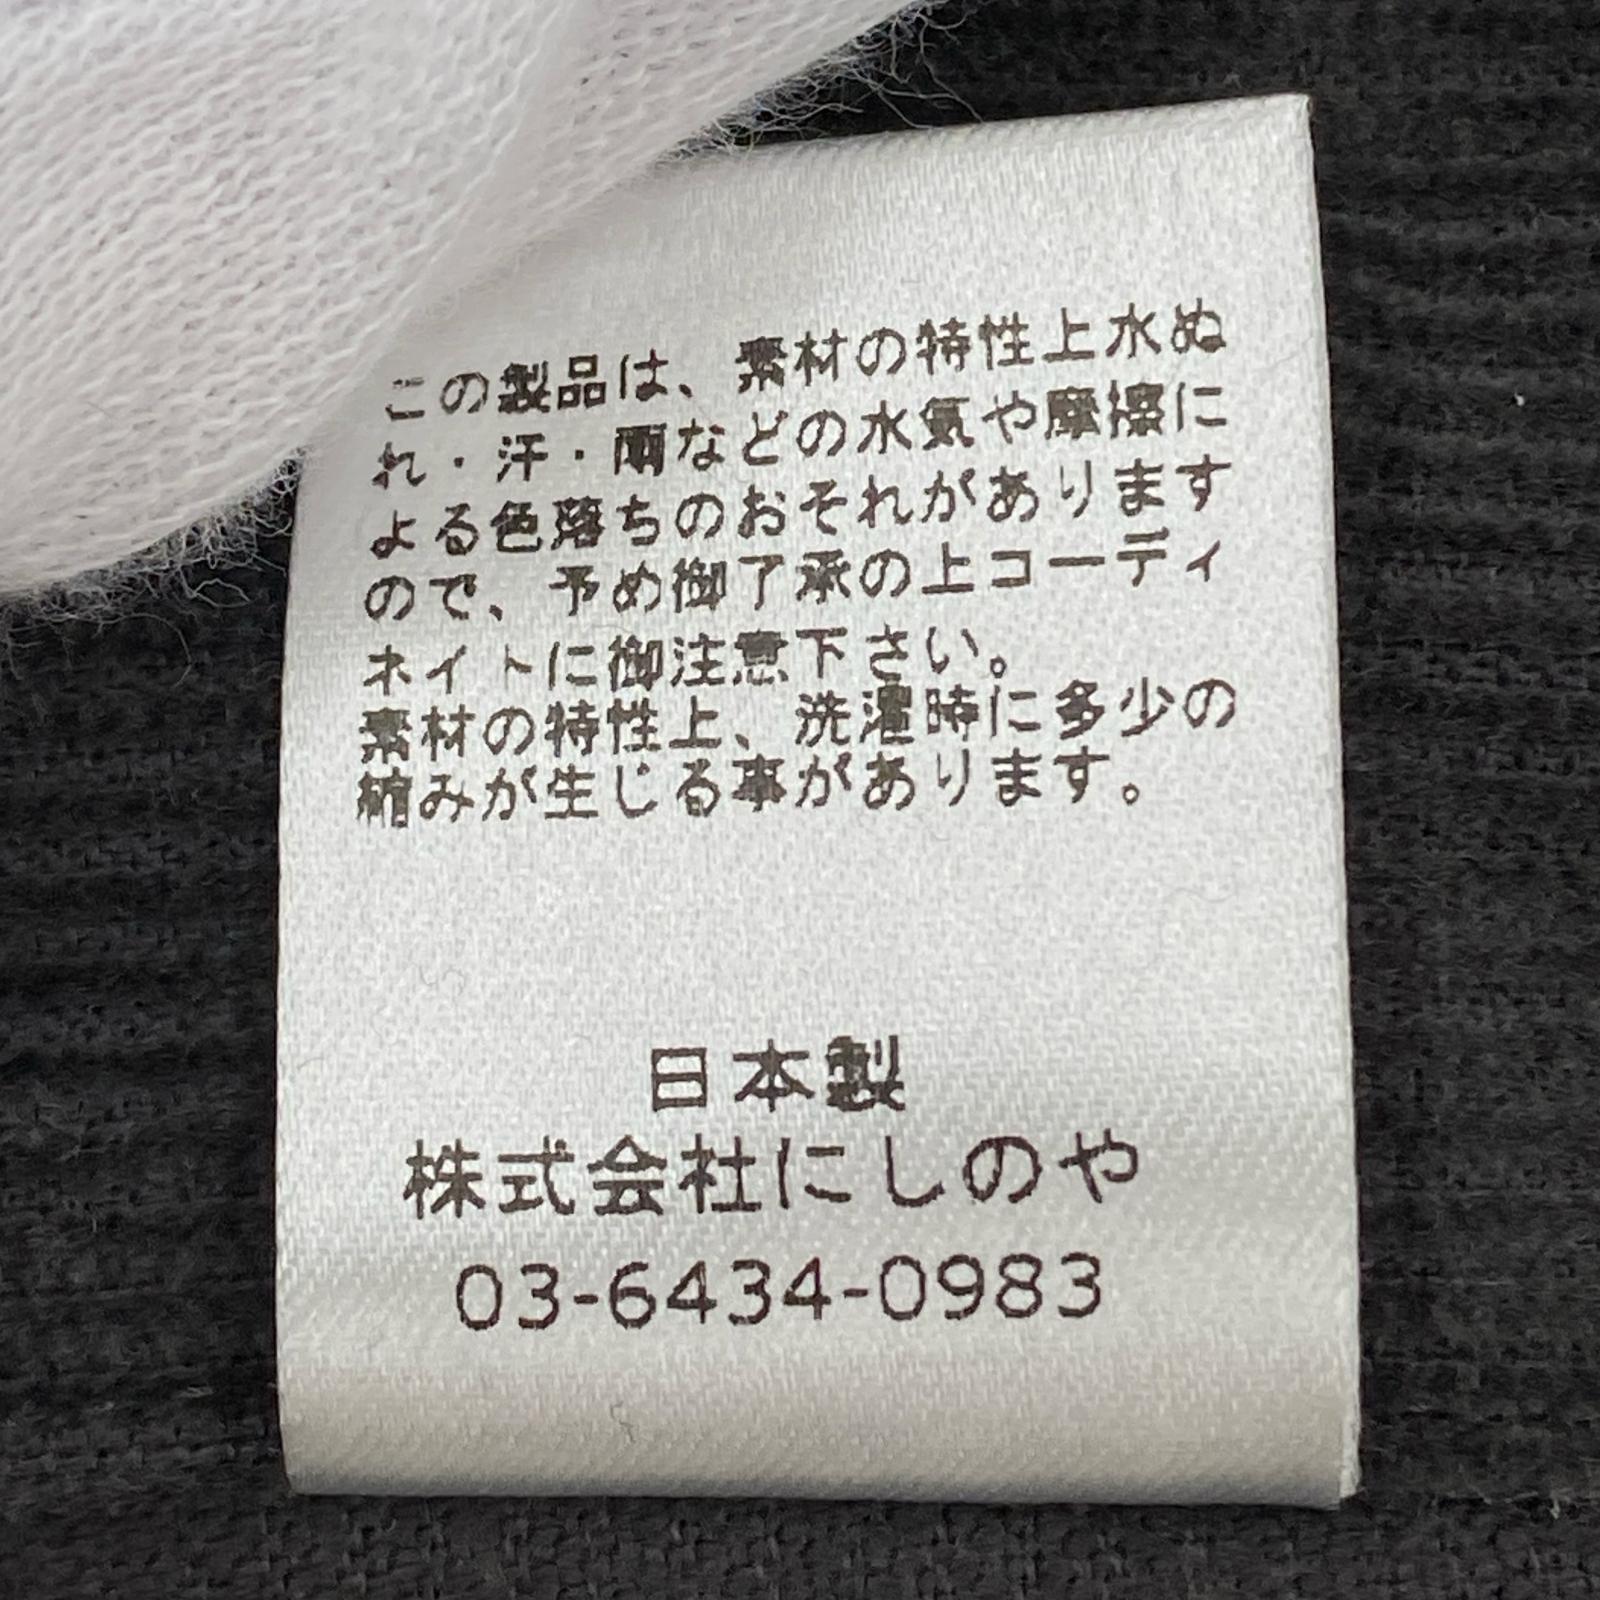 この製品は、素材の特性上水ぬ
れ・汗・雨などの水気や摩擦に
よる色落ちのおそれがあります
ので、予め御了承の上コーディ
ネイトに御注意下さい。
素材の特性上、洗濯時に多少の
縮みが生じる事があります。
日本製
株式会社にしのや
03-6434-0983